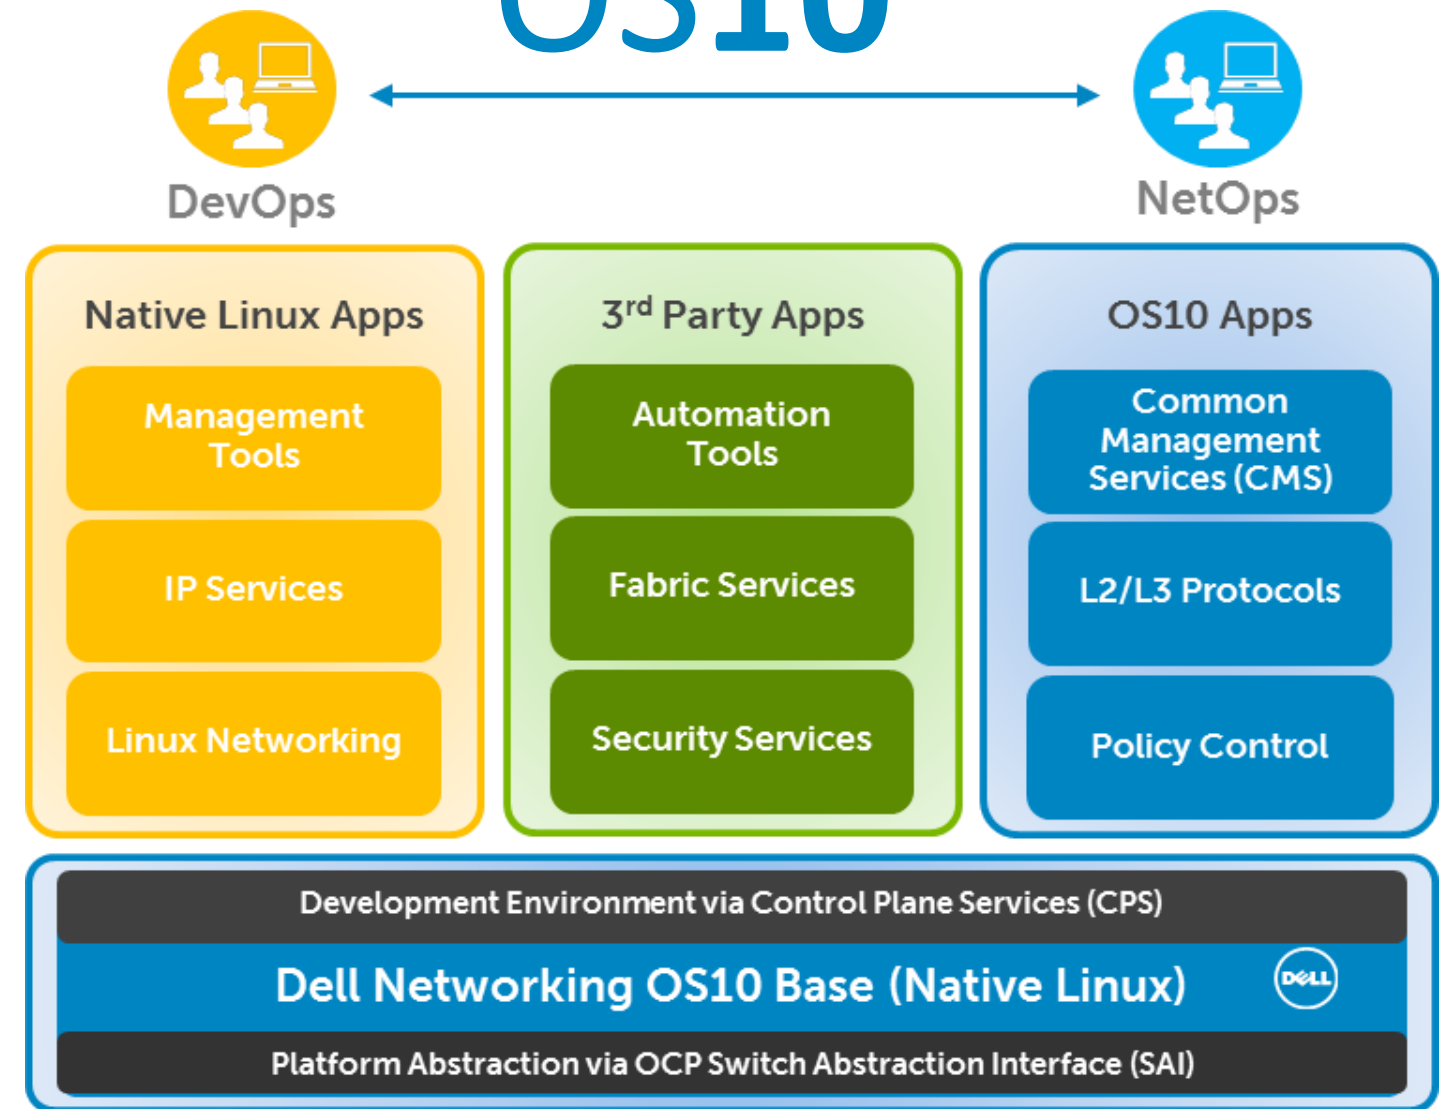 OS10
DevOps
NetOps
Native Linux Apps
Management
Tools
IP Services
Linux Networking
3rd Party Apps
Automation
Tools
Fabric Services
Security Services
OS10 Apps
Common
Management
Services (CMS)
L2/L3 Protocols
Policy Control
Development Environment via Control Plane Services (CPS)
Dell Networking OS10 Base (Native Linux)
DELL
Platform Abstraction via OCP Switch Abstraction Interface (SAI)